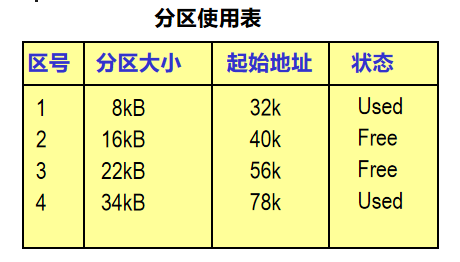 分区使用表
区号 分区大小 起始地址 状态
1 8kB 32k Used
2 16kB 40k Free
3 22kB 56k Free
4 34kB 78k Used